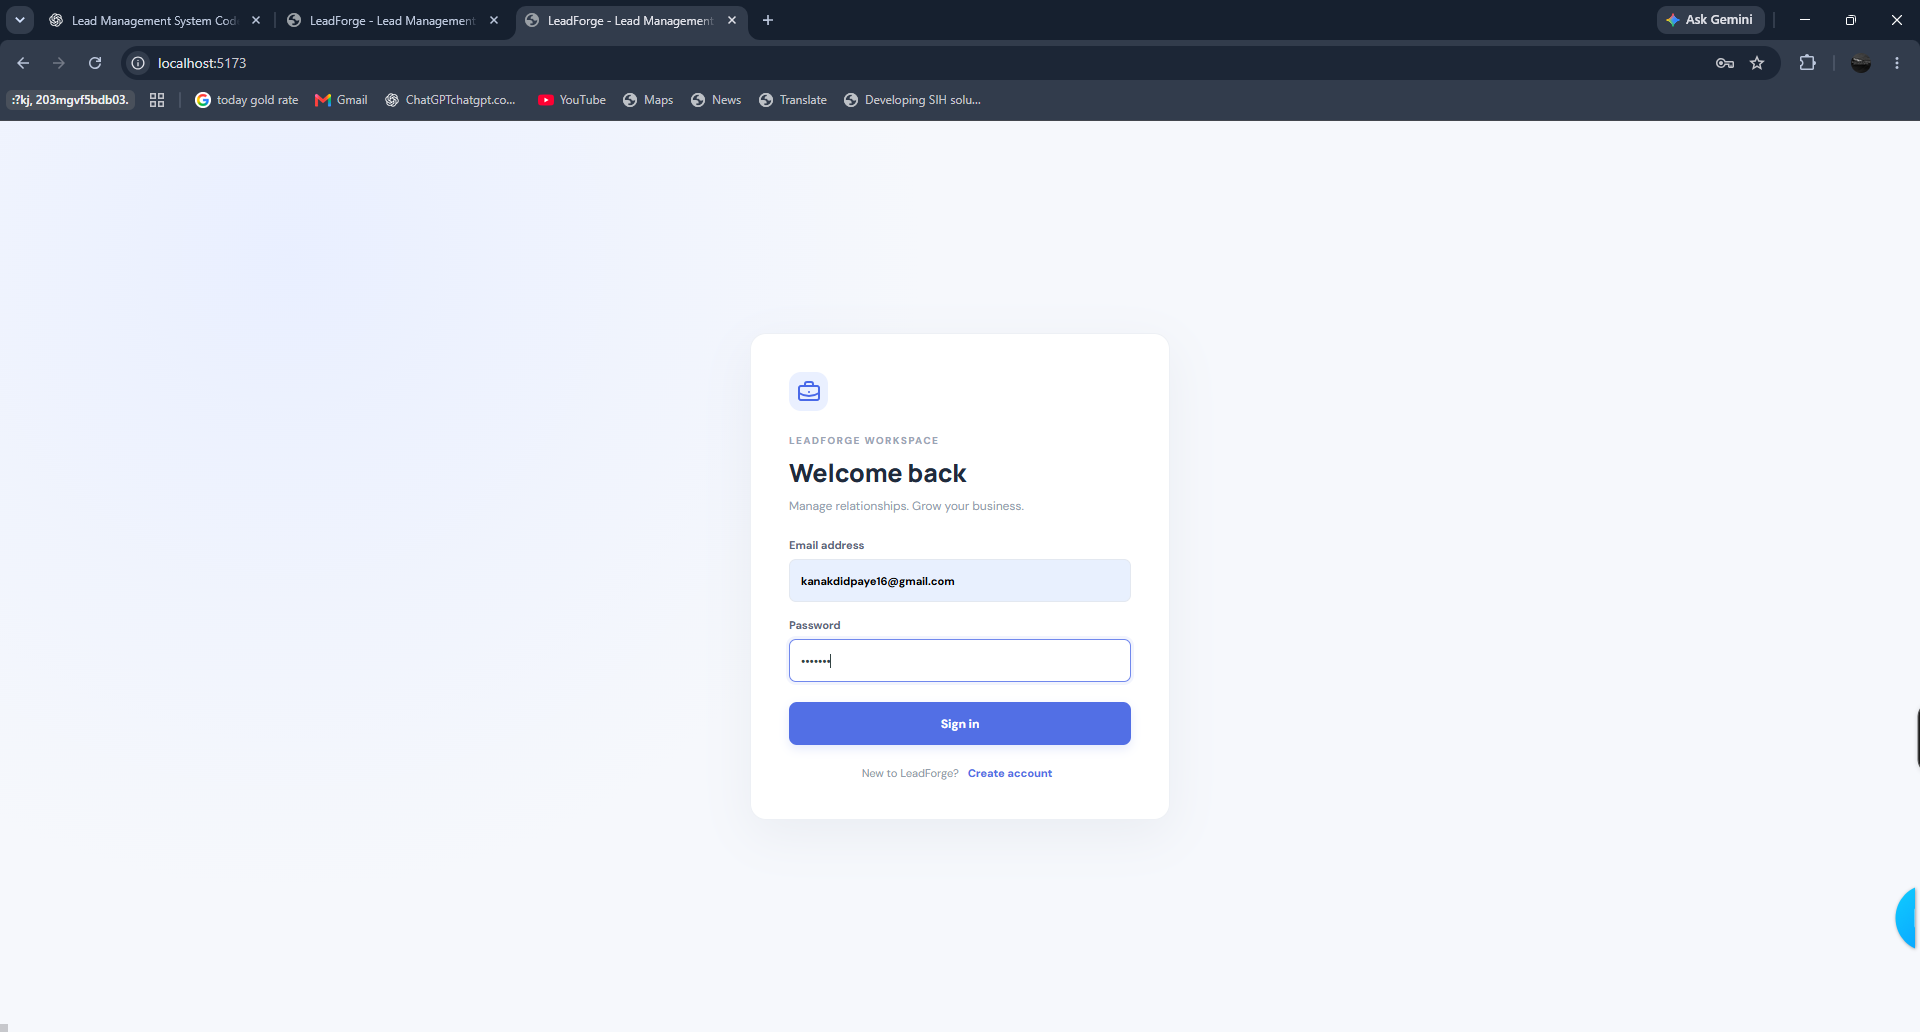 Lead Management System Cod
LeadForge - Lead Management
LeadForge - Lead Management
Ask Gemini
localhost:5173
:?kj, 203mgvf5bdb03.
today gold rate
Gmail
ChatGPTchatgpt.co...
YouTube
Maps
News
Translate
Developing SIH solu...
LEADFORGE WORKSPACE
Welcome back
Manage relationships. Grow your business.
Email address
kanakdidpaye16@gmail.com
Password
•••••••
Sign in
New to LeadForge? Create account